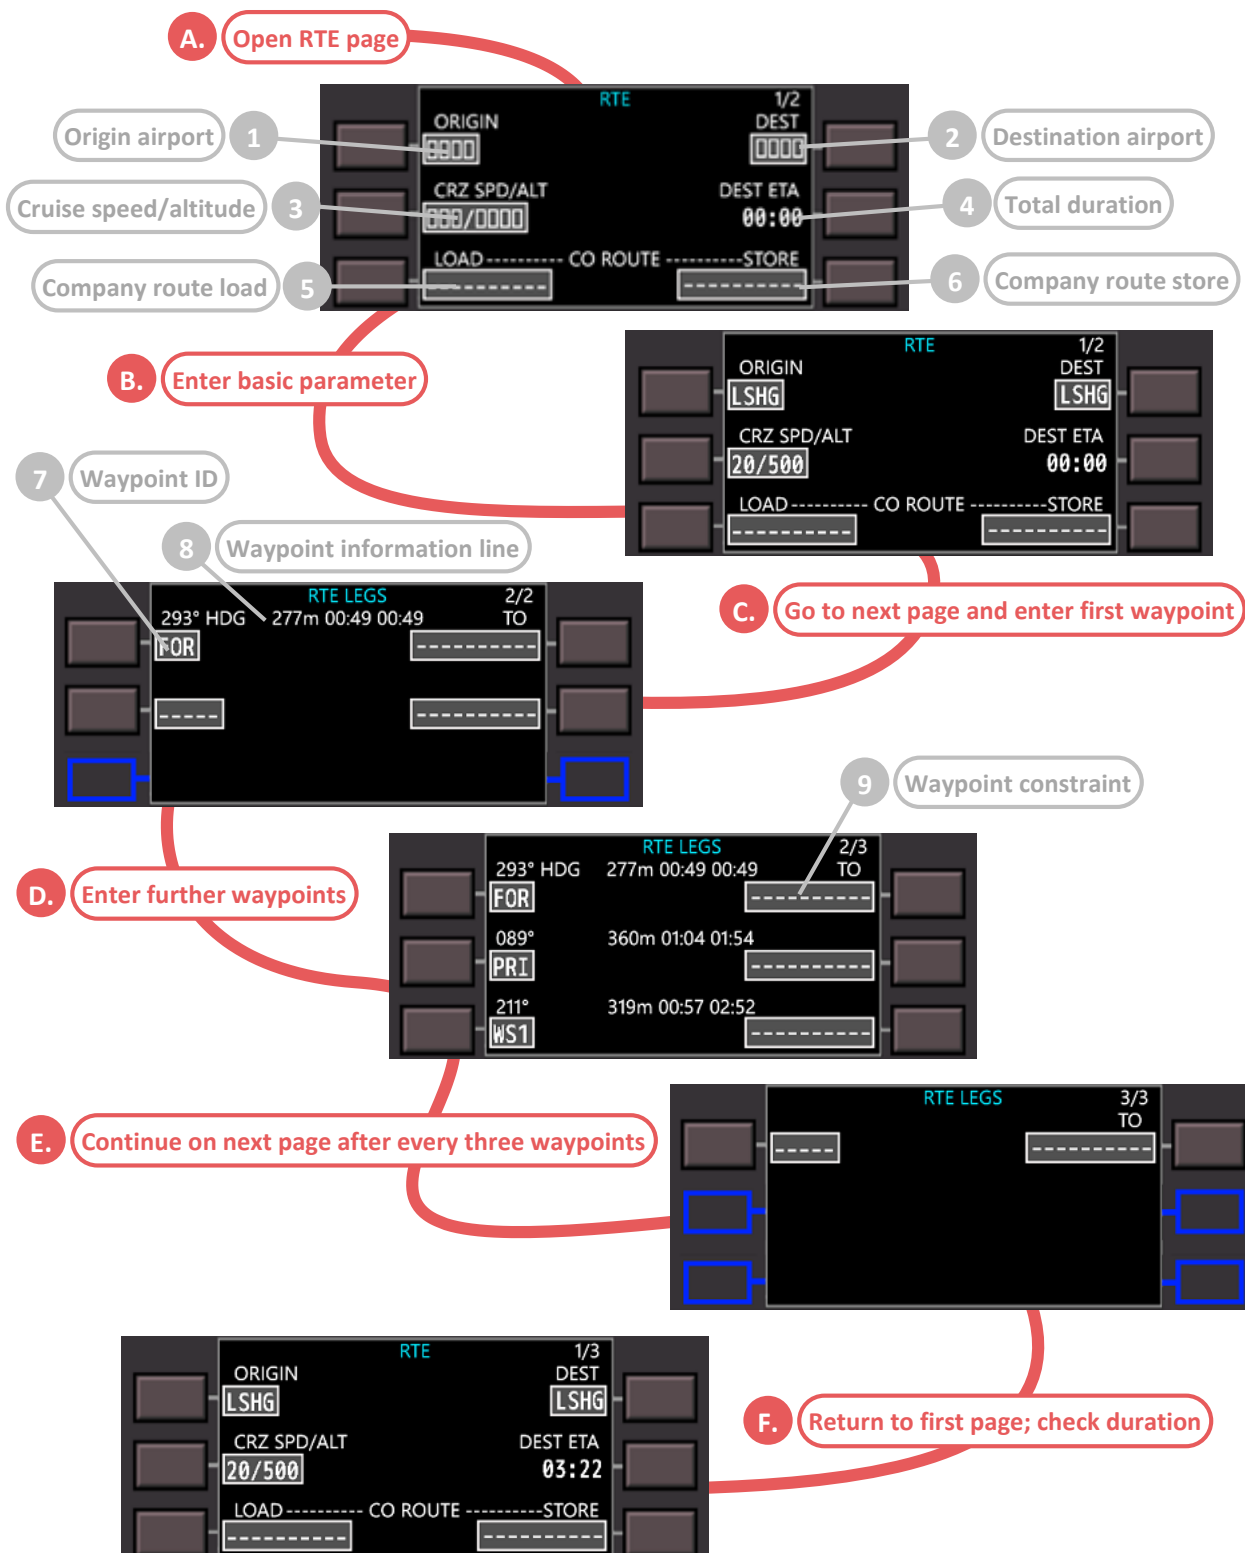 A. Open RTE page
RTE 1/2
ORIGIN DEST
▯▯▯▯ ▯▯▯▯
Origin airport 1
2 Destination airport
CRZ SPD/ALT DEST ETA
▯▯▯/▯▯▯▯ 00:00
Cruise speed/altitude 3
4 Total duration
LOAD ---------- CO ROUTE ----------STORE
--------- ----------
Company route load 5
6 Company route store
B. Enter basic parameter
RTE 1/2
ORIGIN DEST
LSHG LSHG
CRZ SPD/ALT DEST ETA
20/500 00:00
LOAD ---------- CO ROUTE ----------STORE
---------- ----------
7 Waypoint ID
8 Waypoint information line
C. Go to next page and enter first waypoint
RTE LEGS 2/2
293° HDG 277m 00:49 00:49 TO
FOR ----------
----- ----------
9 Waypoint constraint
D. Enter further waypoints
RTE LEGS 2/3
293° HDG 277m 00:49 00:49 TO
FOR ----------
089° 360m 01:04 01:54
PRI ----------
211° 319m 00:57 02:52
WS1 ----------
E. Continue on next page after every three waypoints
RTE LEGS 3/3
TO
----- ----------
F. Return to first page; check duration
RTE 1/3
ORIGIN DEST
LSHG LSHG
CRZ SPD/ALT DEST ETA
20/500 03:22
LOAD ---------- CO ROUTE ----------STORE
---------- ----------